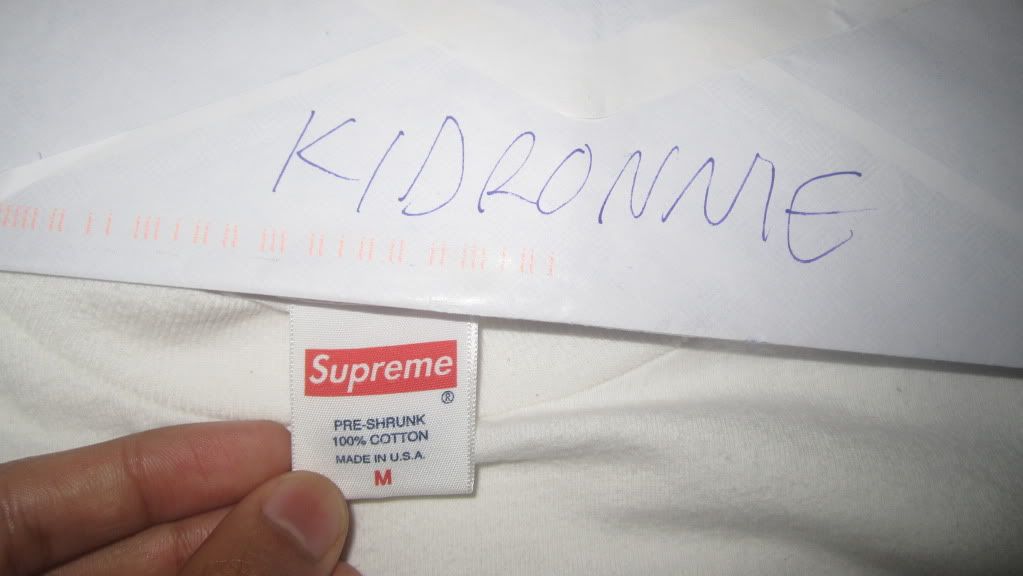 KIDRONNIE
Supreme
®
PRE-SHRUNK
100% COTTON
MADE IN U.S.A.
M